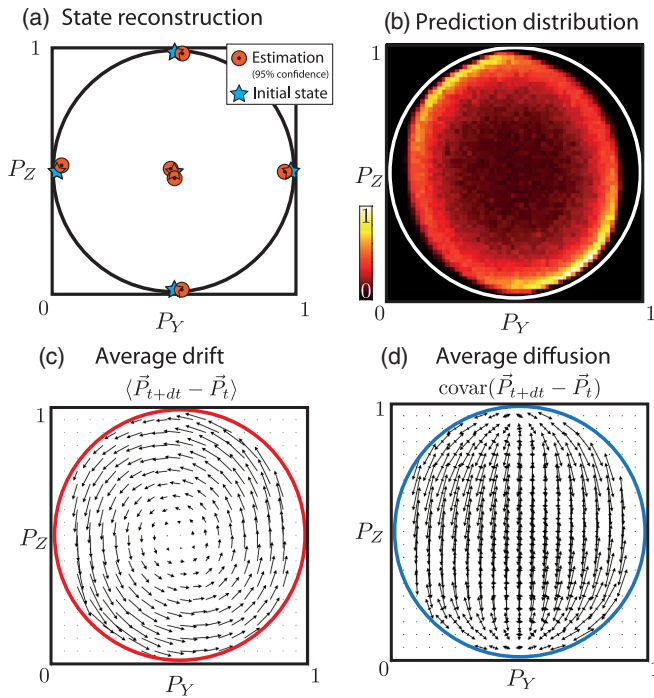 (a) State reconstruction
1
P_Z
0
P_Y
1
Estimation
(95% confidence)
Initial state
(b) Prediction distribution
1
P_Z
1
0
0
P_Y
1
(c) Average drift
⟨P⃗_{t+dt} − P⃗_t⟩
1
P_Z
0
P_Y
1
(d) Average diffusion
covar(P⃗_{t+dt} − P⃗_t)
1
P_Z
0
P_Y
1